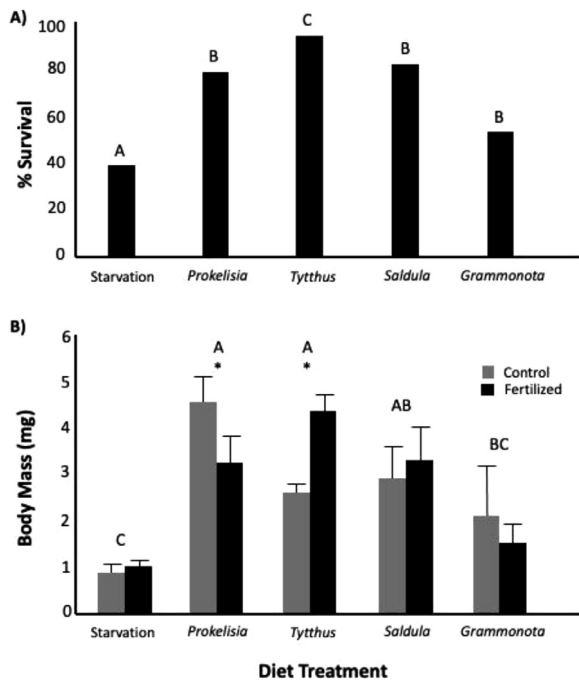 A)
% Survival
100
80
60
40
20
0
A
B
C
B
B
Starvation Prokelisia Tytthus Saldula Grammonota
B)
Body Mass (mg)
6
5
4
3
2
1
0
C
A
*
A
*
AB
BC
Control
Fertilized
Starvation Prokelisia Tytthus Saldula Grammonota
Diet Treatment